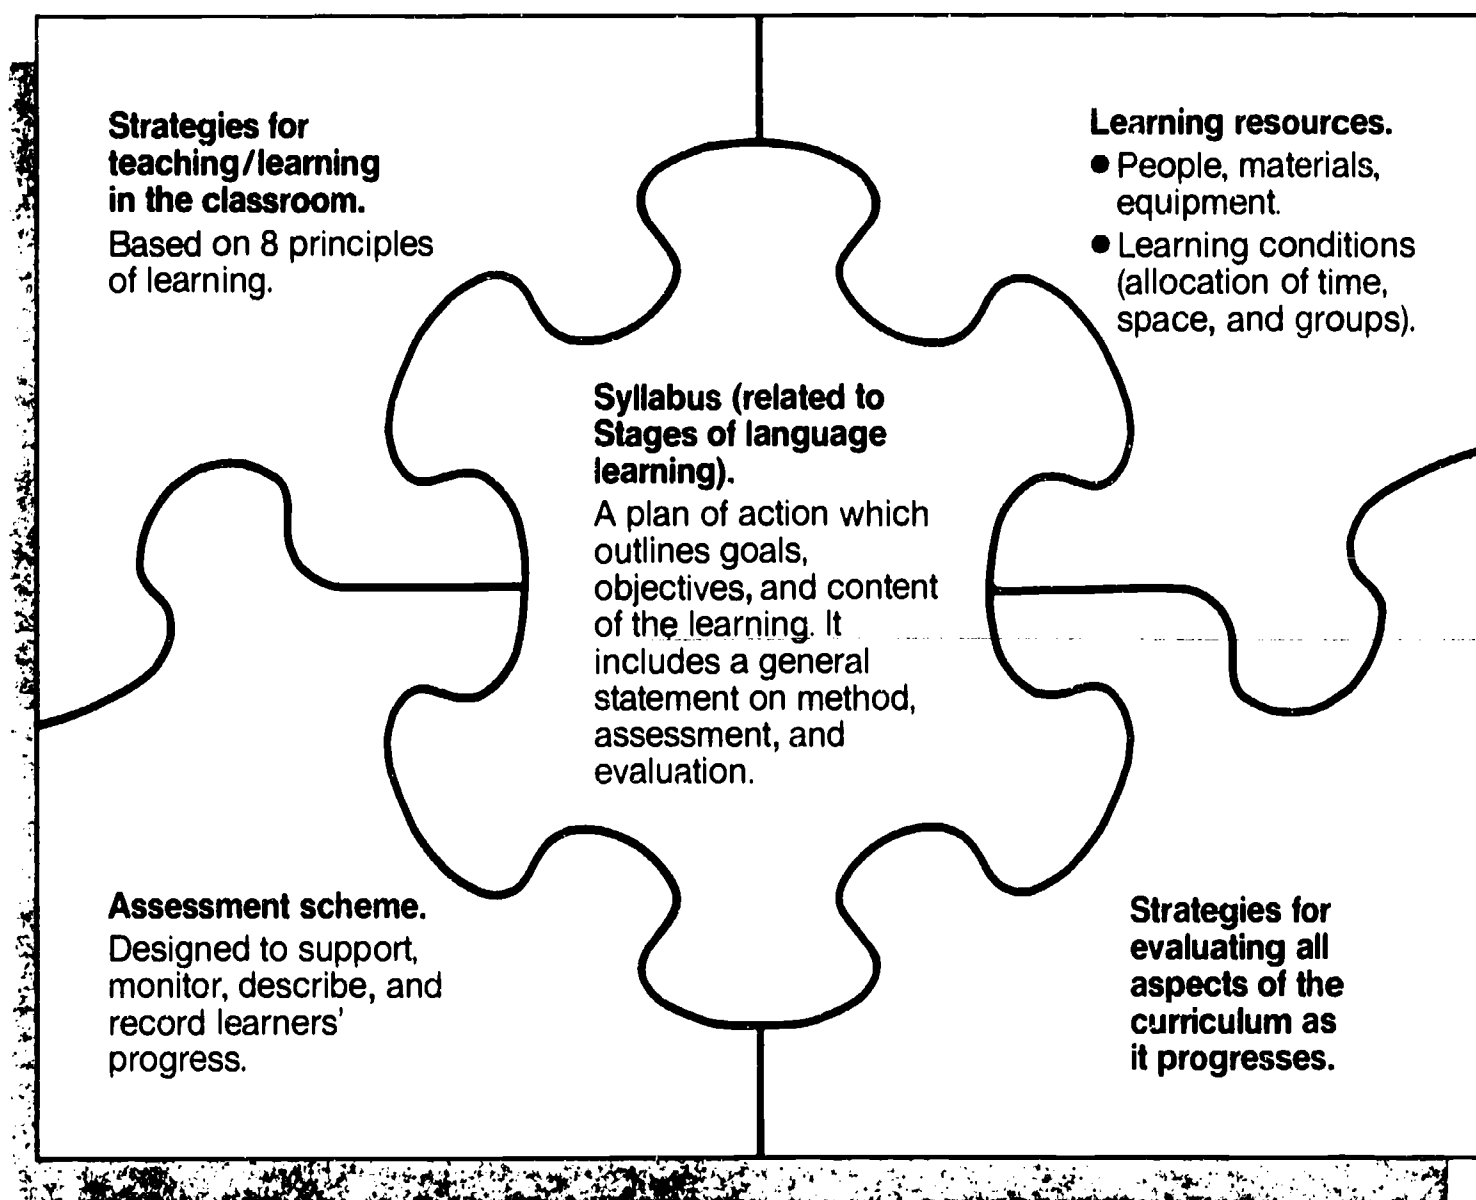 Strategies for
teaching/learning
in the classroom.
Based on 8 principles
of learning.
Learning resources.
● People, materials,
equipment.
● Learning conditions
(allocation of time,
space, and groups).
Syllabus (related to
Stages of language
learning).
A plan of action which
outlines goals,
objectives, and content
of the learning. It
includes a general
statement on method,
assessment, and
evaluation.
Assessment scheme.
Designed to support,
monitor, describe, and
record learners'
progress.
Strategies for
evaluating all
aspects of the
curriculum as
it progresses.